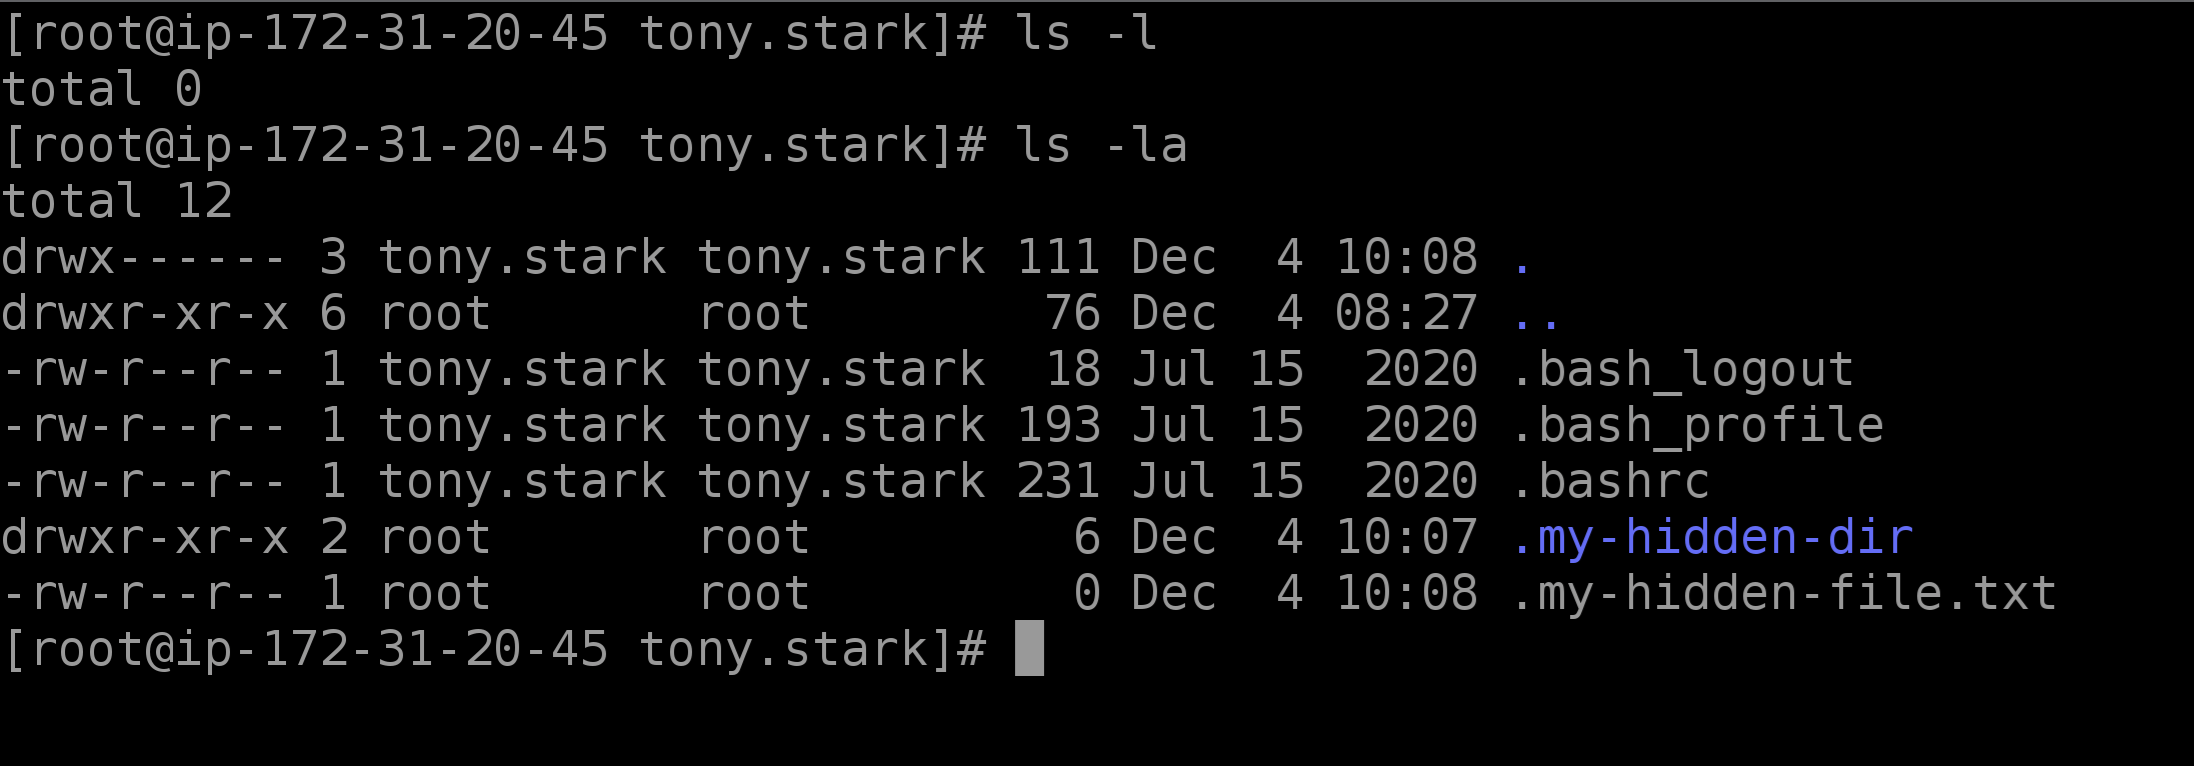 [root@ip-172-31-20-45 tony.stark]# ls -l
total 0
[root@ip-172-31-20-45 tony.stark]# ls -la
total 12
drwx------ 3 tony.stark tony.stark 111 Dec  4 10:08 .
drwxr-xr-x 6 root       root        76 Dec  4 08:27 ..
-rw-r--r-- 1 tony.stark tony.stark  18 Jul 15  2020 .bash_logout
-rw-r--r-- 1 tony.stark tony.stark 193 Jul 15  2020 .bash_profile
-rw-r--r-- 1 tony.stark tony.stark 231 Jul 15  2020 .bashrc
drwxr-xr-x 2 root       root         6 Dec  4 10:07 .my-hidden-dir
-rw-r--r-- 1 root       root         0 Dec  4 10:08 .my-hidden-file.txt
[root@ip-172-31-20-45 tony.stark]#